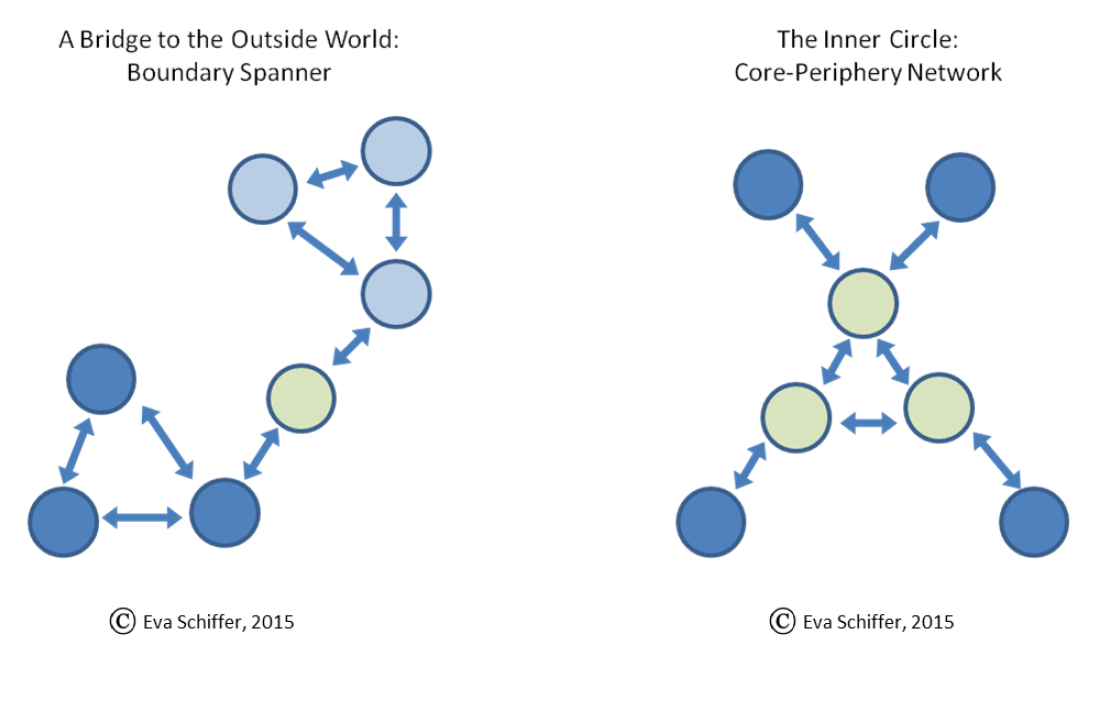 A Bridge to the Outside World:
Boundary Spanner
The Inner Circle:
Core-Periphery Network
© Eva Schiffer, 2015
© Eva Schiffer, 2015